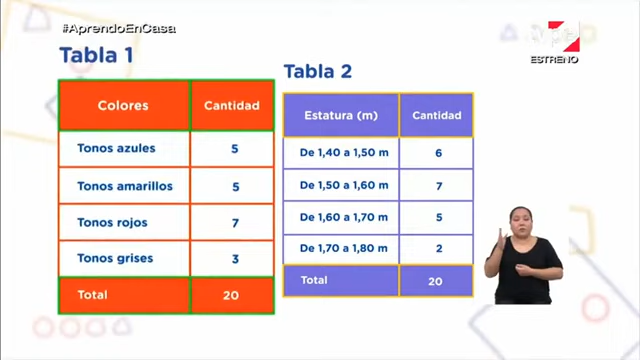 #AprendoEnCasa
ESTRENO
Tabla 1
Colores Cantidad
Tonos azules 5
Tonos amarillos 5
Tonos rojos 7
Tonos grises 3
Total 20
Tabla 2
Estatura (m) Cantidad
De 1,40 a 1,50 m 6
De 1,50 a 1,60 m 7
De 1,60 a 1,70 m 5
De 1,70 a 1,80 m 2
Total 20